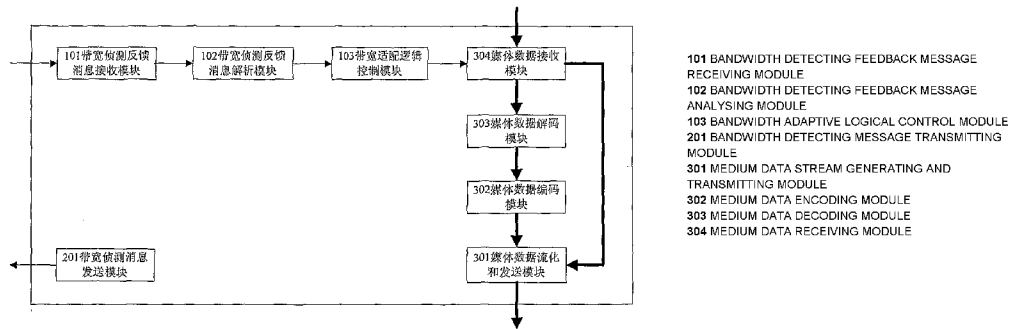 101带宽侦测反馈
消息接收模块
102带宽侦测反馈
消息解析模块
103带宽适配逻辑
控制模块
304媒体数据接收
模块
303媒体数据解码
模块
302媒体数据编码
模块
201带宽侦测消息
发送模块
301媒体数据流化
和发送模块
101 BANDWIDTH DETECTING FEEDBACK MESSAGE
RECEIVING MODULE
102 BANDWIDTH DETECTING FEEDBACK MESSAGE
ANALYSING MODULE
103 BANDWIDTH ADAPTIVE LOGICAL CONTROL MODULE
201 BANDWIDTH DETECTING MESSAGE TRANSMITTING
MODULE
301 MEDIUM DATA STREAM GENERATING AND
TRANSMITTING MODULE
302 MEDIUM DATA ENCODING MODULE
303 MEDIUM DATA DECODING MODULE
304 MEDIUM DATA RECEIVING MODULE